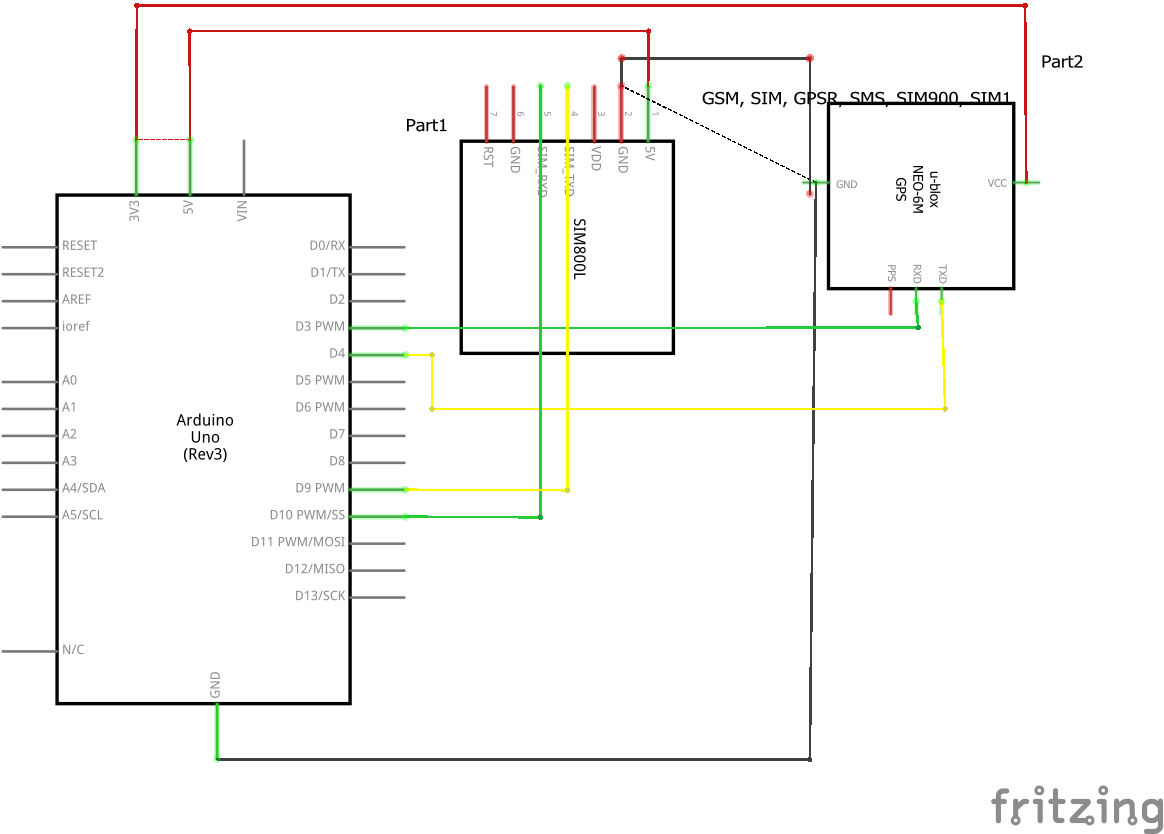 Part2
GSM, SIM, GPSR, SMS, SIM900, SIM1
Part1
7
6
5
4
3
2
1
RST
GND
SIM_RXD
SIM_TXD
VDD
GND
5V
SIM800L
GND
VCC
u-blox
NEO-6M
GPS
PPS
RXD
TXD
3V3
5V
VIN
RESET
RESET2
AREF
ioref
A0
A1
A2
A3
A4/SDA
A5/SCL
N/C
D0/RX
D1/TX
D2
D3 PWM
D4
D5 PWM
D6 PWM
D7
D8
D9 PWM
D10 PWM/SS
D11 PWM/MOSI
D12/MISO
D13/SCK
Arduino
Uno
(Rev3)
GND
fritzing